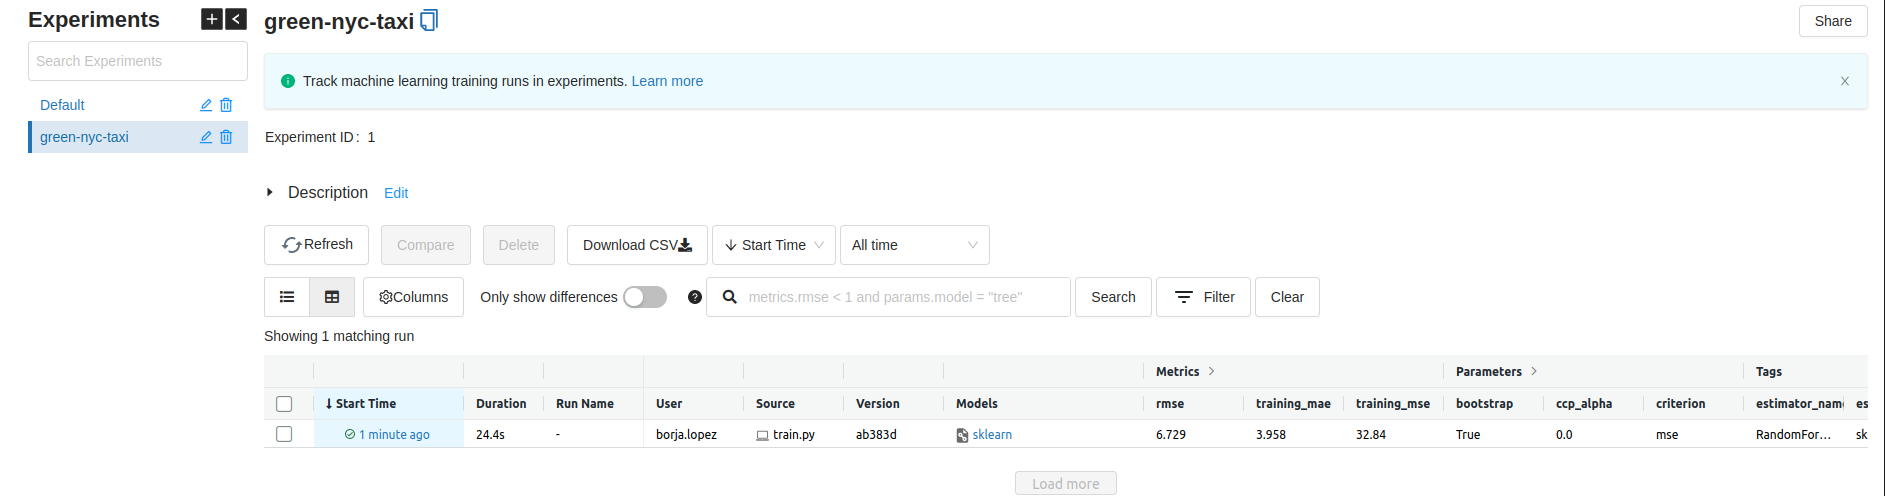 Experiments
Search Experiments
Default
green-nyc-taxi
green-nyc-taxi
Share
Track machine learning training runs in experiments. Learn more
Experiment ID: 1
Description Edit
Refresh Compare Delete Download CSV Start Time All time
Columns Only show differences metrics.rmse < 1 and params.model = "tree" Search Filter Clear
Showing 1 matching run
Metrics Parameters Tags
Start Time Duration Run Name User Source Version Models rmse training_mae training_mse bootstrap ccp_alpha criterion estimator_name es
1 minute ago 24.4s - borja.lopez train.py ab383d sklearn 6.729 3.958 32.84 True 0.0 mse RandomFor... sk
Load more